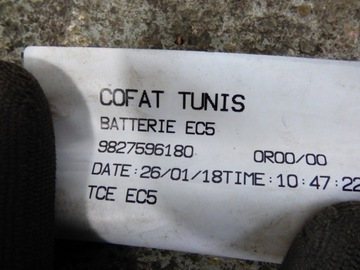 COFAT TUNIS
BATTERIE EC5
9827596180 0R00/00
DATE:26/01/18TIME:10:47:22
TCE EC5